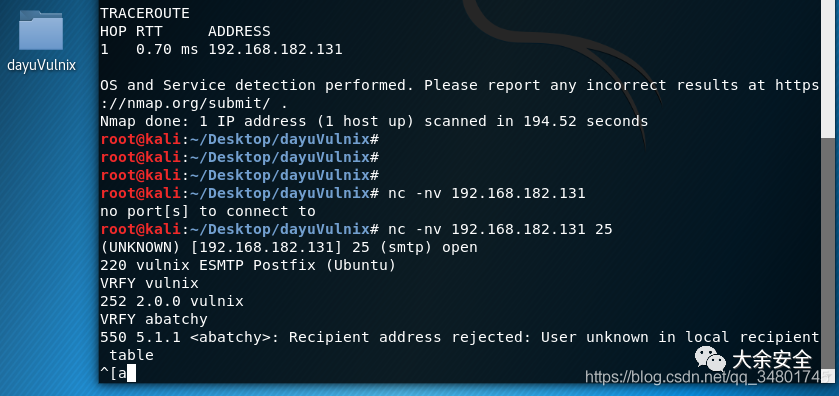 dayuVulnix
TRACEROUTE
HOP RTT     ADDRESS
1   0.70 ms 192.168.182.131
OS and Service detection performed. Please report any incorrect results at https
://nmap.org/submit/ .
Nmap done: 1 IP address (1 host up) scanned in 194.52 seconds
root@kali:~/Desktop/dayuVulnix#
root@kali:~/Desktop/dayuVulnix#
root@kali:~/Desktop/dayuVulnix#
root@kali:~/Desktop/dayuVulnix# nc -nv 192.168.182.131
no port[s] to connect to
root@kali:~/Desktop/dayuVulnix# nc -nv 192.168.182.131 25
(UNKNOWN) [192.168.182.131] 25 (smtp) open
220 vulnix ESMTP Postfix (Ubuntu)
VRFY vulnix
252 2.0.0 vulnix
VRFY abatchy
550 5.1.1 <abatchy>: Recipient address rejected: User unknown in local recipient
 table
^[a
大余安全
https://blog.csdn.net/qq_3480174